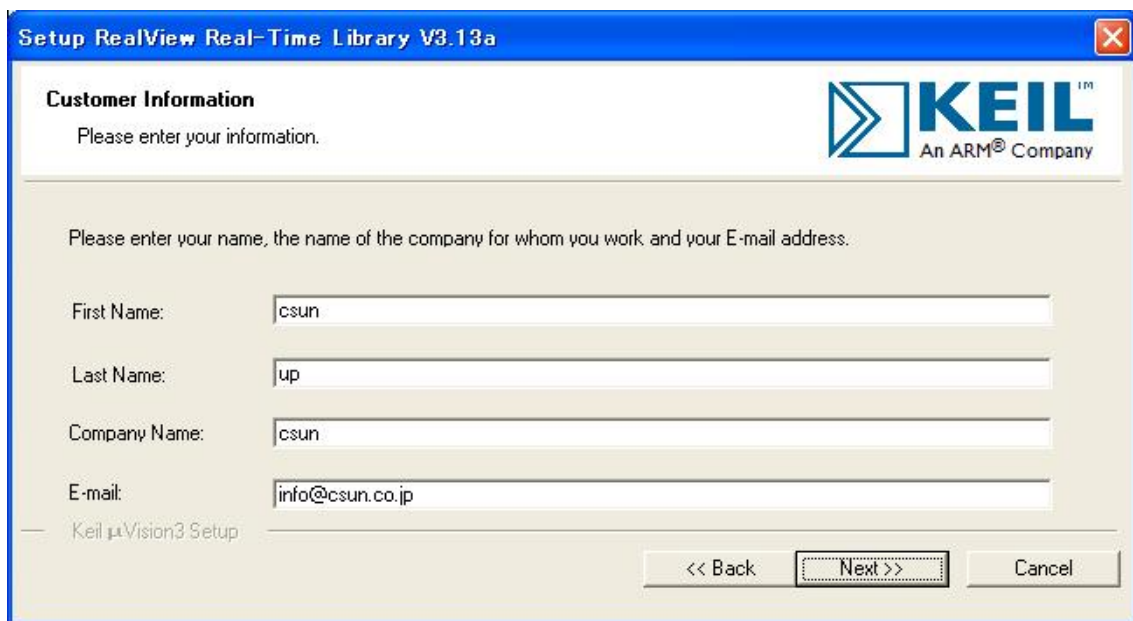 Setup RealView Real-Time Library V3.13a
Customer Information
Please enter your information.
KEIL™
An ARM® Company
Please enter your name, the name of the company for whom you work and your E-mail address.
First Name: csun
Last Name: up
Company Name: csun
E-mail: info@csun.co.jp
Keil µVision3 Setup
<< Back Next >> Cancel